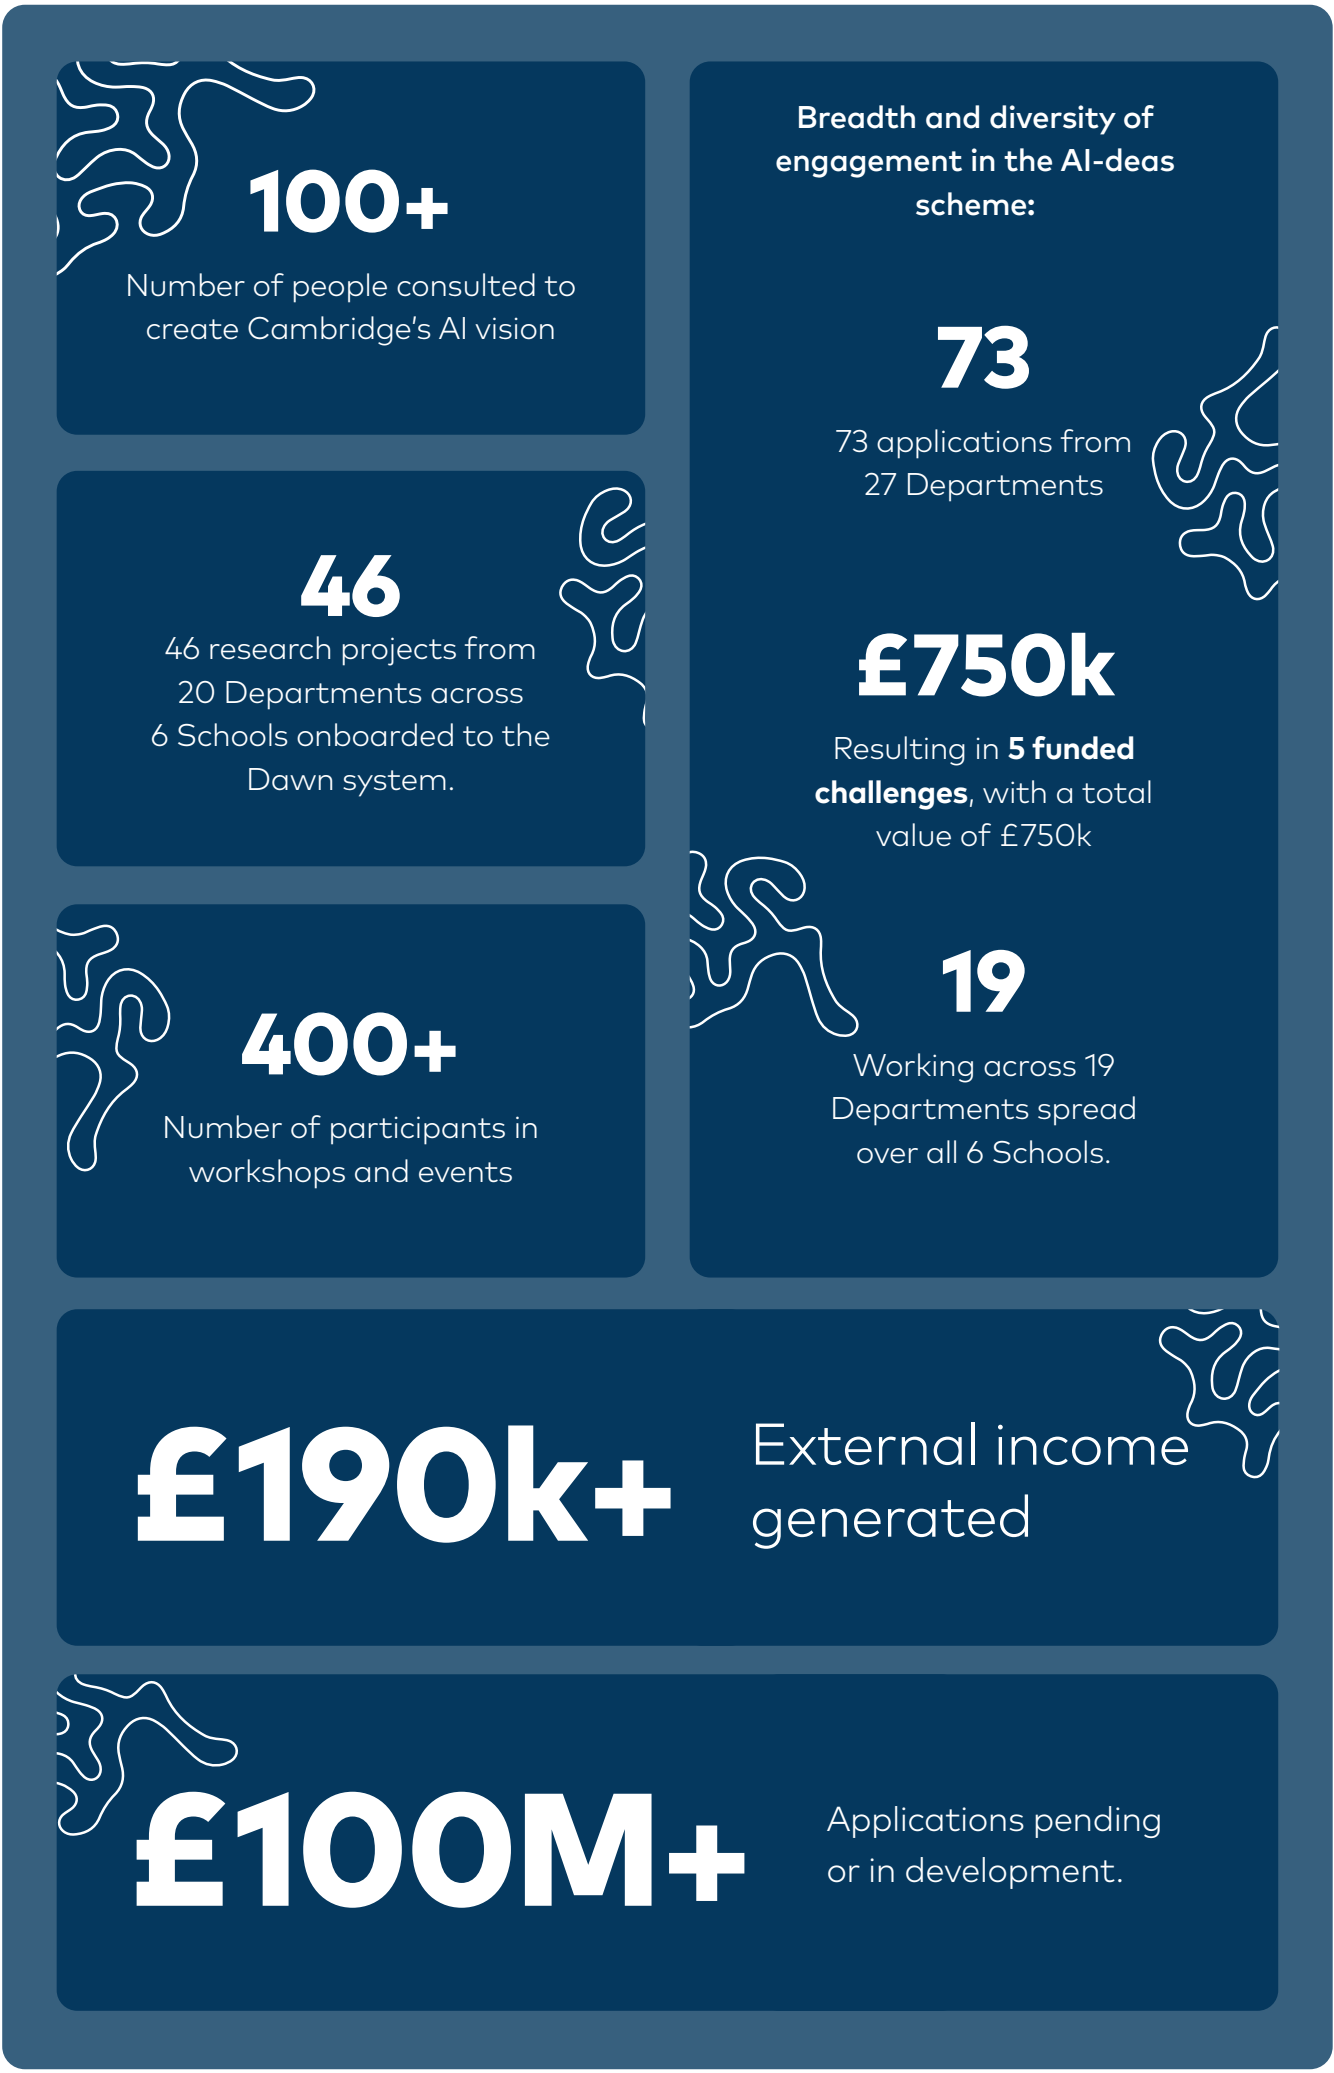 100+
Number of people consulted to
create Cambridge's AI vision
46
46 research projects from
20 Departments across
6 Schools onboarded to the
Dawn system.
400+
Number of participants in
workshops and events
Breadth and diversity of
engagement in the AI-deas
scheme:
73
73 applications from
27 Departments
£750k
Resulting in 5 funded
challenges, with a total
value of £750k
19
Working across 19
Departments spread
over all 6 Schools.
£190k+
External income
generated
£100M+
Applications pending
or in development.